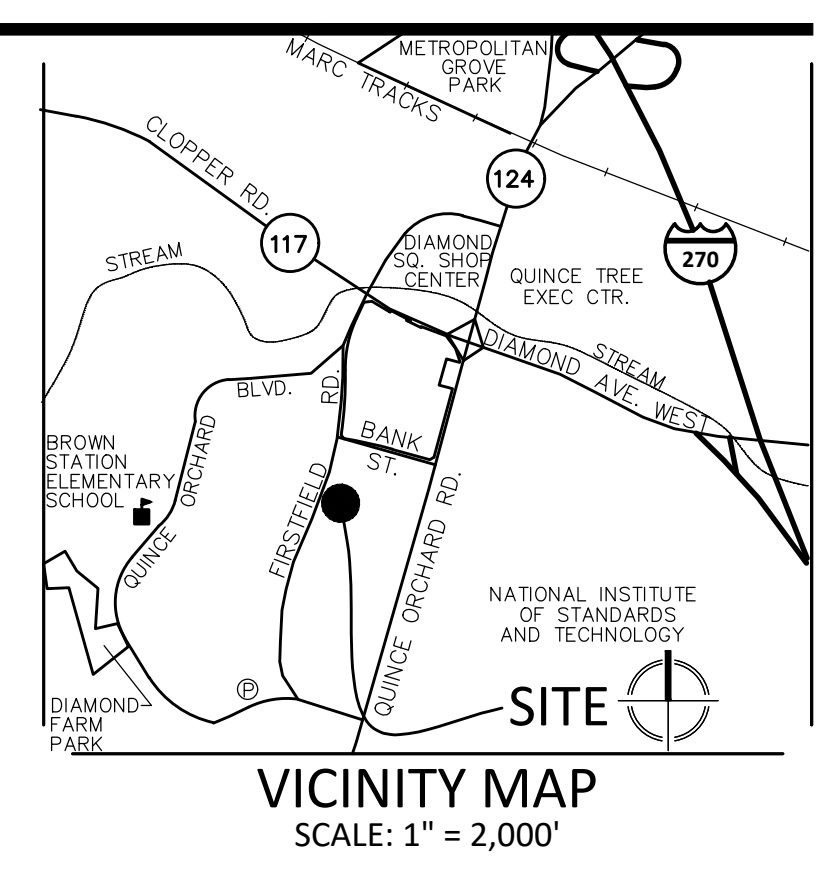 METROPOLITAN
GROVE
PARK
MARC TRACKS
CLOPPER RD.
124
117
DIAMOND
SQ. SHOP
CENTER
STREAM
QUINCE TREE
EXEC CTR.
270
DIAMOND AVE. WEST
STREAM
BLVD.
RD.
BANK
ST.
BROWN
STATION
ELEMENTARY
SCHOOL
ORCHARD
QUINCE
FIRSTFIELD
QUINCE ORCHARD RD.
NATIONAL INSTITUTE
OF STANDARDS
AND TECHNOLOGY
P
DIAMOND
FARM
PARK
SITE
VICINITY MAP
SCALE: 1" = 2,000'